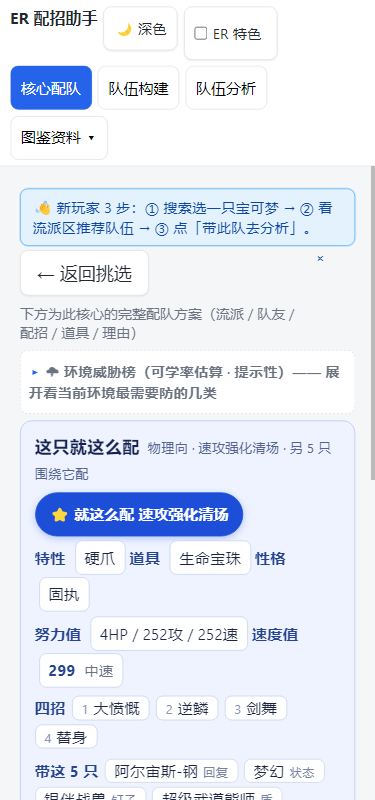 ER 配招助手 🌙 深色 ER 特色
核心配队 队伍构建 队伍分析
图鉴资料 ▾
👋 新玩家 3 步：① 搜索选一只宝可梦 → ② 看
流派区推荐队伍 → ③ 点「带此队去分析」。
×
← 返回挑选
下方为此核心的完整配队方案（流派 / 队友 /
配招 / 道具 / 理由）
▸ 🌩 环境威胁榜（可学率估算 · 提示性）—— 展
开看当前环境最需要防的几类
这只就这么配 物理向 · 速攻强化清场 · 另 5 只
围绕它配
⭐ 就这么配 速攻强化清场
特性 硬爪 道具 生命宝珠 性格
固执
努力值 4HP / 252攻 / 252速 速度值
299 中速
四招 1 大愤慨 2 逆鳞 3 剑舞
4 替身
带这 5 只 阿尔宙斯-钢 回复 梦幻 状态